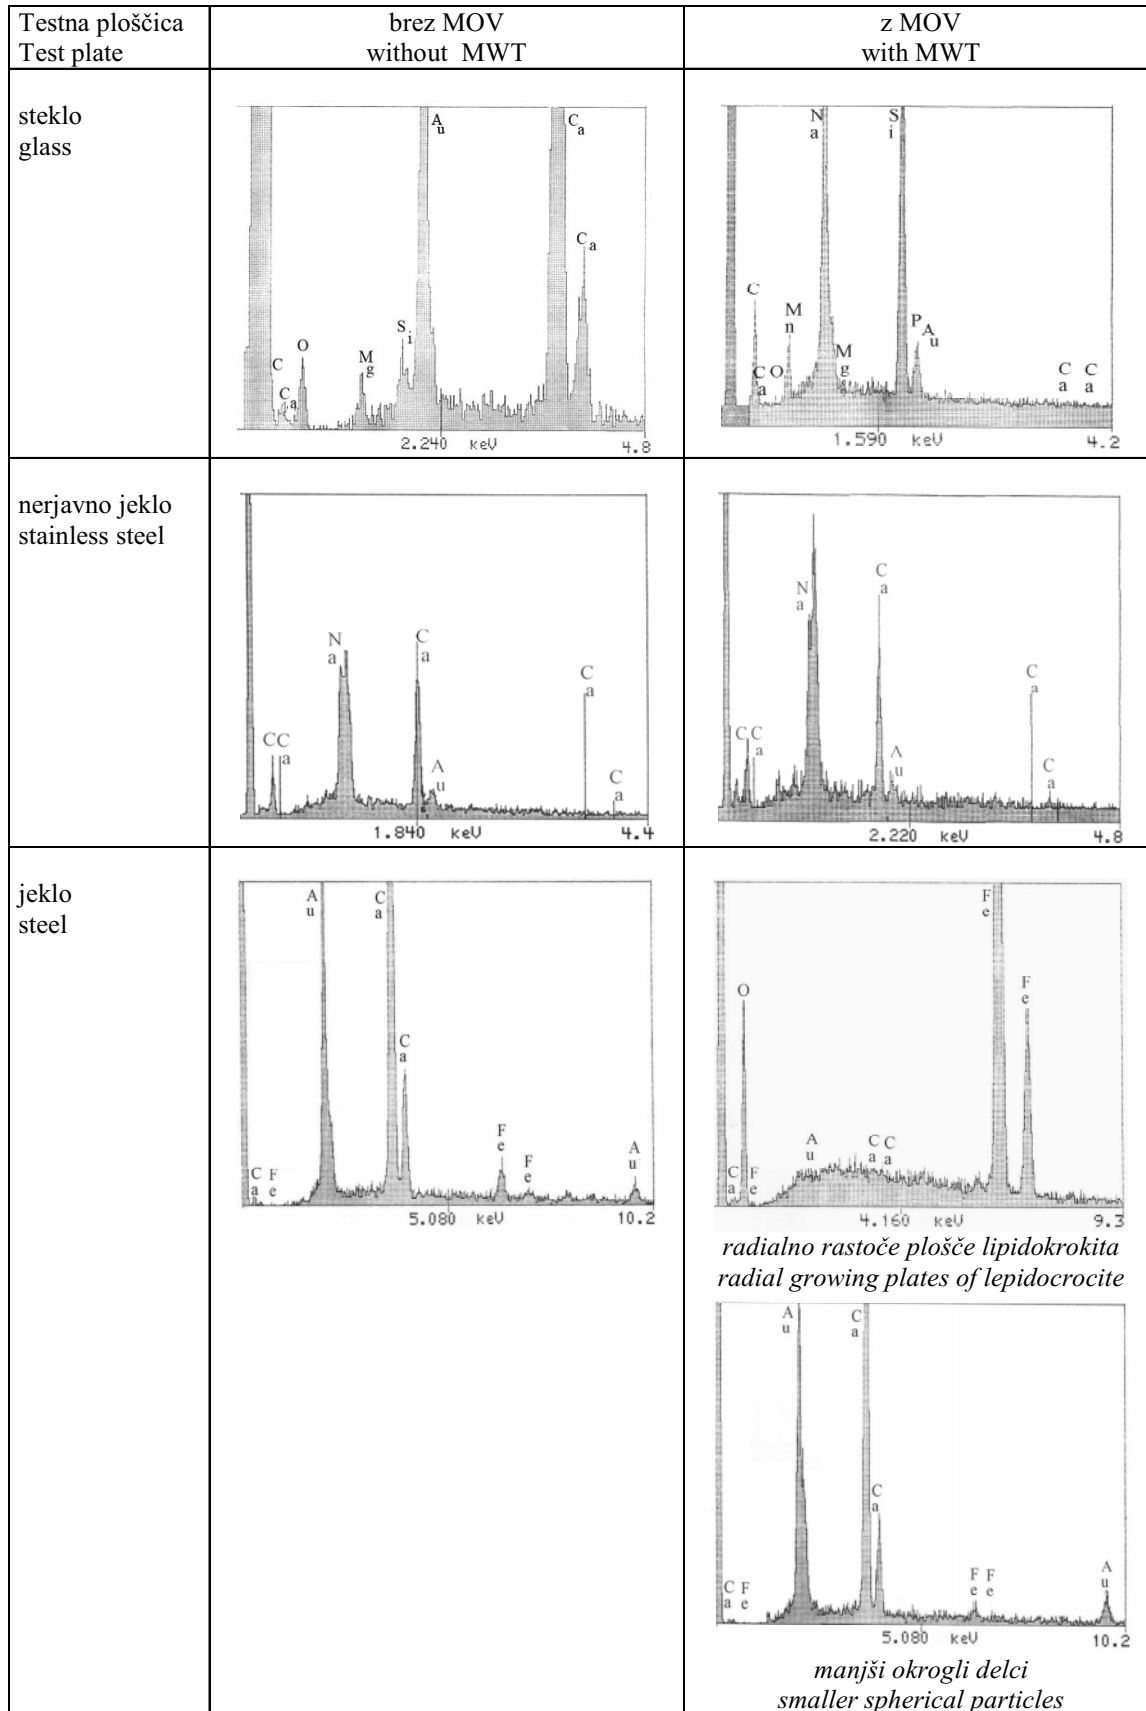 Testna ploščica
Test plate
brez MOV
without MWT
z MOV
with MWT
steklo
glass
C
Ca
O
Mg
Si
Au
Ca
Ca
2.240 keV
4.8
C
Ca
O
Mn
Na
Mg
Si
P
Au
Ca
Ca
1.590 keV
4.2
nerjavno jeklo
stainless steel
C
Ca
Na
Ca
Au
Ca
Ca
1.840 keV
4.4
C
Ca
Na
Ca
Au
Ca
Ca
2.220 keV
4.8
jeklo
steel
Ca
Fe
Au
Ca
Ca
Fe
Fe
Au
5.080 keV
10.2
Ca
O
Fe
Au
Ca
Ca
Fe
Fe
4.160 keV
9.3
radialno rastoče plošče lipidokrokita
radial growing plates of lepidocrocite
Ca
Fe
Au
Ca
Ca
Fe
Fe
Au
5.080 keV
10.2
manjši okrogli delci
smaller spherical particles